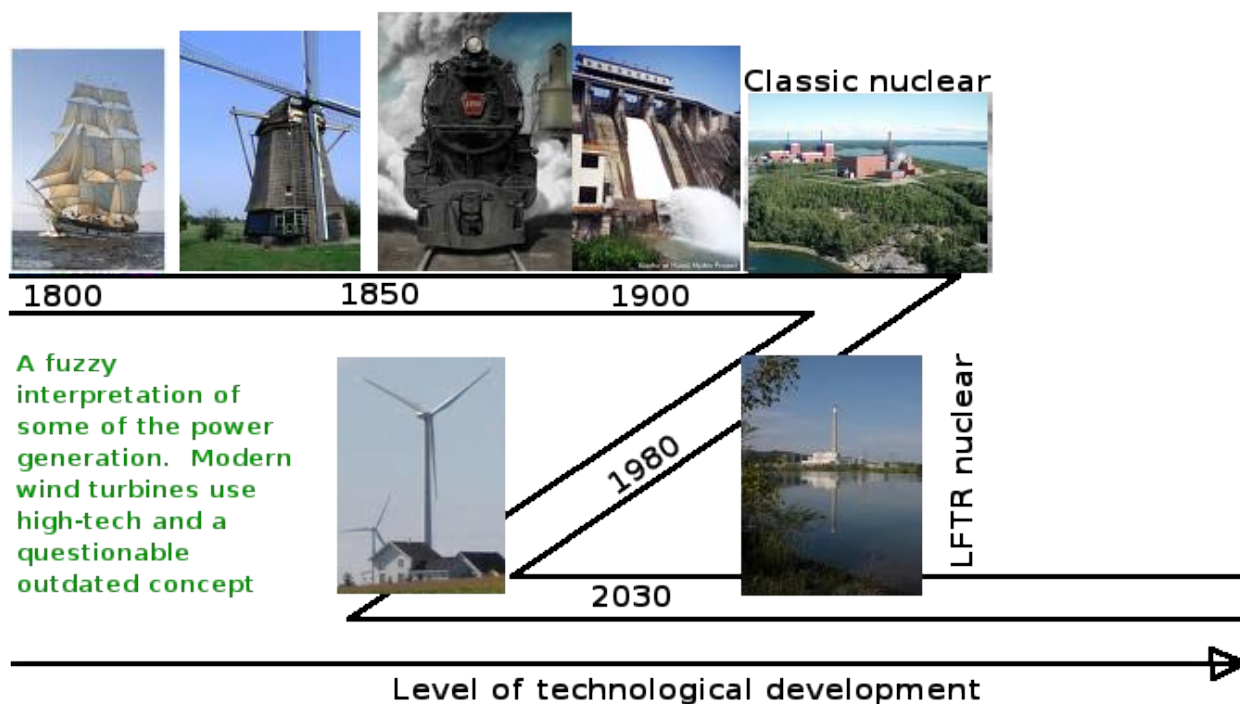 Classic nuclear
1800
1850
1900
A fuzzy
interpretation of
some of the power
generation. Modern
wind turbines use
high-tech and a
questionable
outdated concept
1980
LFTR nuclear
2030
Level of technological development